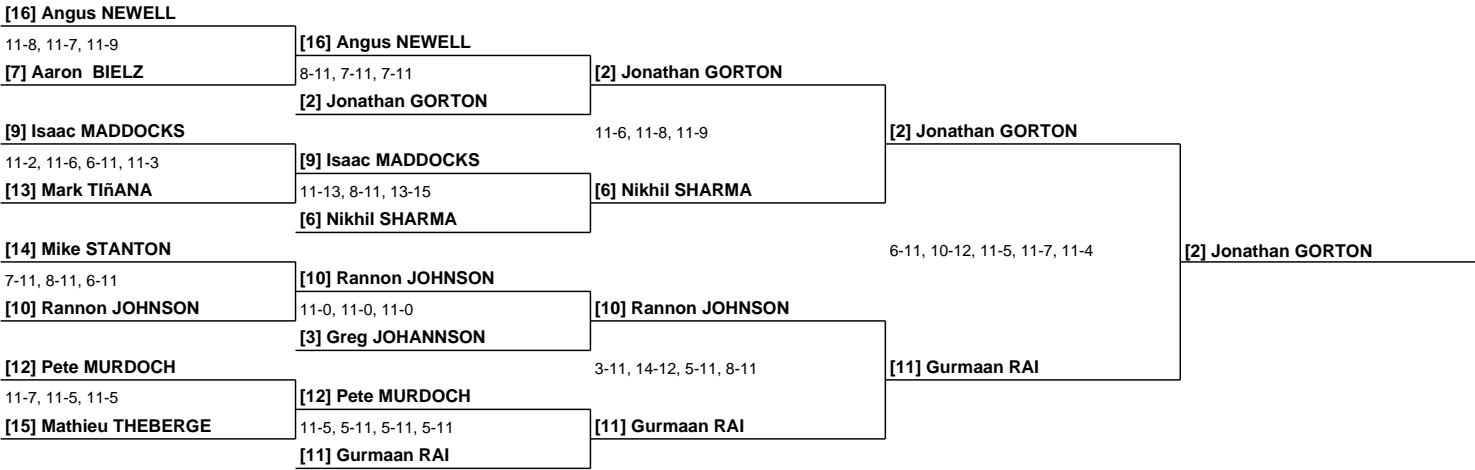 [16] Angus NEWELL
11-8, 11-7, 11-9
[7] Aaron  BIELZ
[9] Isaac MADDOCKS
11-2, 11-6, 6-11, 11-3
[13] Mark TIñANA
[14] Mike STANTON
7-11, 8-11, 6-11
[10] Rannon JOHNSON
[12] Pete MURDOCH
11-7, 11-5, 11-5
[15] Mathieu THEBERGE
[16] Angus NEWELL
8-11, 7-11, 7-11
[2] Jonathan GORTON
[9] Isaac MADDOCKS
11-13, 8-11, 13-15
[6] Nikhil SHARMA
[10] Rannon JOHNSON
11-0, 11-0, 11-0
[3] Greg JOHANNSON
[12] Pete MURDOCH
11-5, 5-11, 5-11, 5-11
[11] Gurmaan RAI
[2] Jonathan GORTON
11-6, 11-8, 11-9
[6] Nikhil SHARMA
[10] Rannon JOHNSON
3-11, 14-12, 5-11, 8-11
[11] Gurmaan RAI
[2] Jonathan GORTON
6-11, 10-12, 11-5, 11-7, 11-4
[11] Gurmaan RAI
[2] Jonathan GORTON